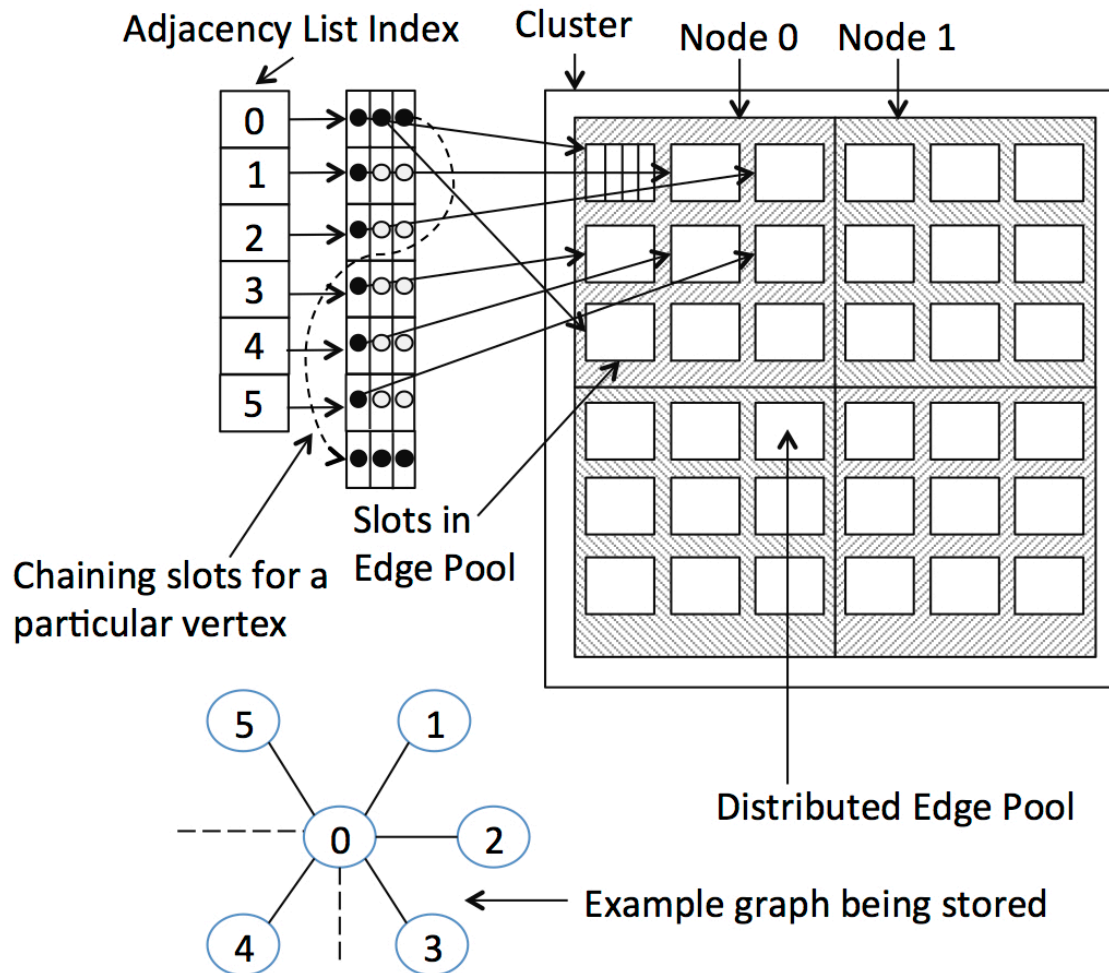 Adjacency List Index
Cluster
Node 0
Node 1
0
1
2
3
4
5
Slots in
Edge Pool
Chaining slots for a
particular vertex
Distributed Edge Pool
5
1
0
2
4
3
Example graph being stored